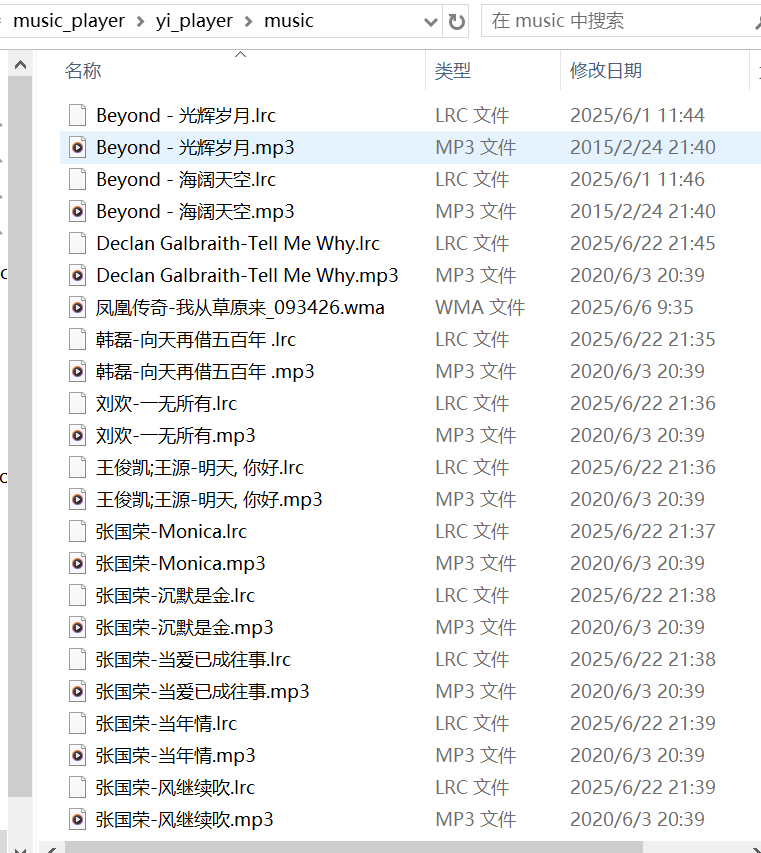 music_player > yi_player > music 在 music 中搜索
名称 类型 修改日期
Beyond - 光辉岁月.lrc LRC 文件 2025/6/1 11:44
Beyond - 光辉岁月.mp3 MP3 文件 2015/2/24 21:40
Beyond - 海阔天空.lrc LRC 文件 2025/6/1 11:46
Beyond - 海阔天空.mp3 MP3 文件 2015/2/24 21:40
Declan Galbraith-Tell Me Why.lrc LRC 文件 2025/6/22 21:45
Declan Galbraith-Tell Me Why.mp3 MP3 文件 2020/6/3 20:39
凤凰传奇-我从草原来_093426.wma WMA 文件 2025/6/6 9:35
韩磊-向天再借五百年 .lrc LRC 文件 2025/6/22 21:35
韩磊-向天再借五百年 .mp3 MP3 文件 2020/6/3 20:39
刘欢-一无所有.lrc LRC 文件 2025/6/22 21:36
刘欢-一无所有.mp3 MP3 文件 2020/6/3 20:39
王俊凯;王源-明天, 你好.lrc LRC 文件 2025/6/22 21:36
王俊凯;王源-明天, 你好.mp3 MP3 文件 2020/6/3 20:39
张国荣-Monica.lrc LRC 文件 2025/6/22 21:37
张国荣-Monica.mp3 MP3 文件 2020/6/3 20:39
张国荣-沉默是金.lrc LRC 文件 2025/6/22 21:38
张国荣-沉默是金.mp3 MP3 文件 2020/6/3 20:39
张国荣-当爱已成往事.lrc LRC 文件 2025/6/22 21:38
张国荣-当爱已成往事.mp3 MP3 文件 2020/6/3 20:39
张国荣-当年情.lrc LRC 文件 2025/6/22 21:39
张国荣-当年情.mp3 MP3 文件 2020/6/3 20:39
张国荣-风继续吹.lrc LRC 文件 2025/6/22 21:39
张国荣-风继续吹.mp3 MP3 文件 2020/6/3 20:39